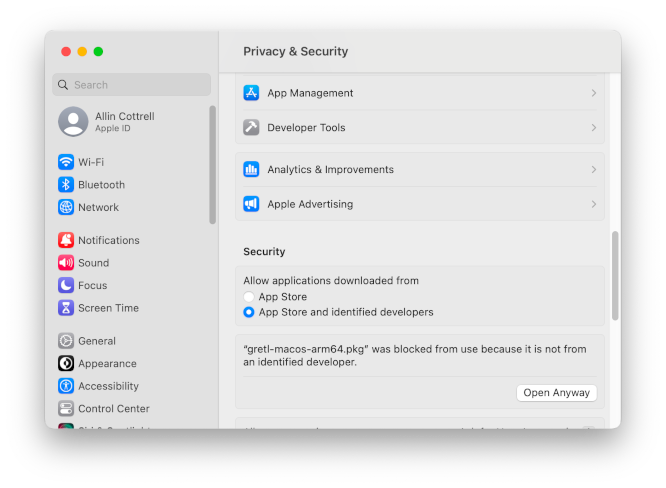 Privacy & Security
Search
Allin Cottrell
Apple ID
Wi-Fi
Bluetooth
Network
Notifications
Sound
Focus
Screen Time
General
Appearance
Accessibility
Control Center
App Management
Developer Tools
Analytics & Improvements
Apple Advertising
Security
Allow applications downloaded from
App Store
App Store and identified developers
“gretl-macos-arm64.pkg” was blocked from use because it is not from
an identified developer.
Open Anyway